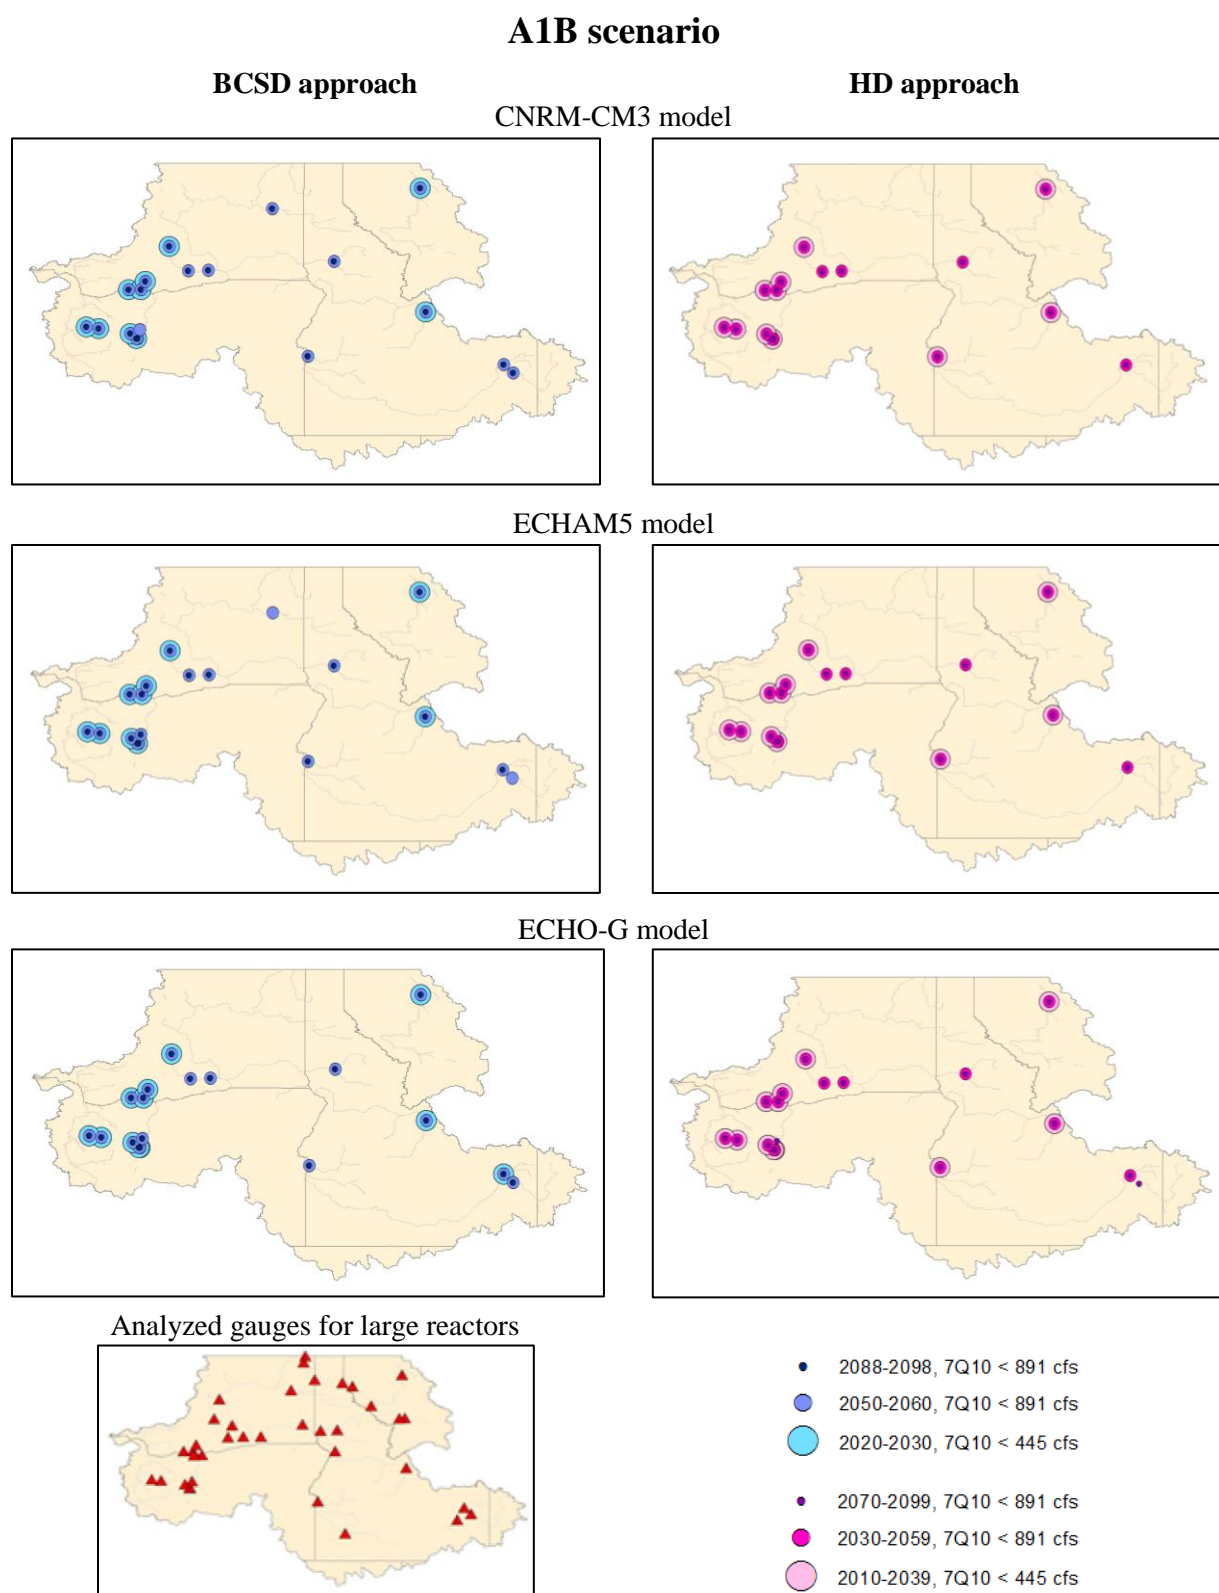 A1B scenario
BCSD approach
HD approach
CNRM-CM3 model
ECHAM5 model
ECHO-G model
Analyzed gauges for large reactors
2088-2098, 7Q10 < 891 cfs
2050-2060, 7Q10 < 891 cfs
2020-2030, 7Q10 < 445 cfs
2070-2099, 7Q10 < 891 cfs
2030-2059, 7Q10 < 891 cfs
2010-2039, 7Q10 < 445 cfs